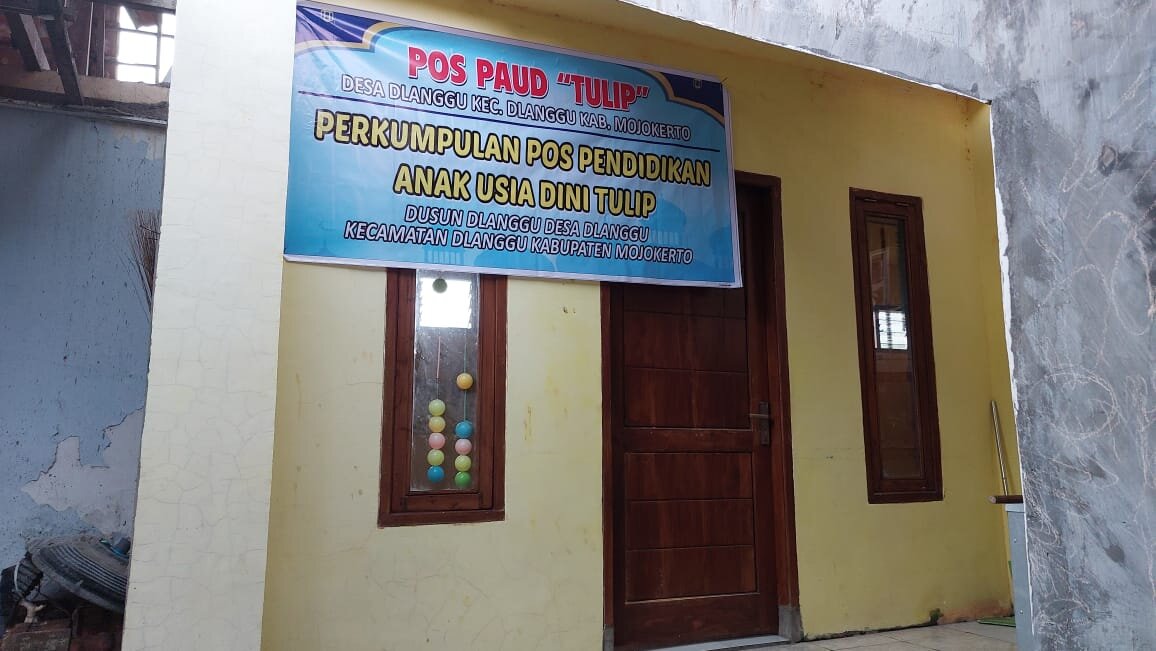 POS PAUD "TULIP"
DESA DLANGGU KEC. DLANGGU KAB. MOJOKERTO
PERKUMPULAN POS PENDIDIKAN
ANAK USIA DINI TULIP
DUSUN DLANGGU DESA DLANGGU
KECAMATAN DLANGGU KABUPATEN MOJOKERTO